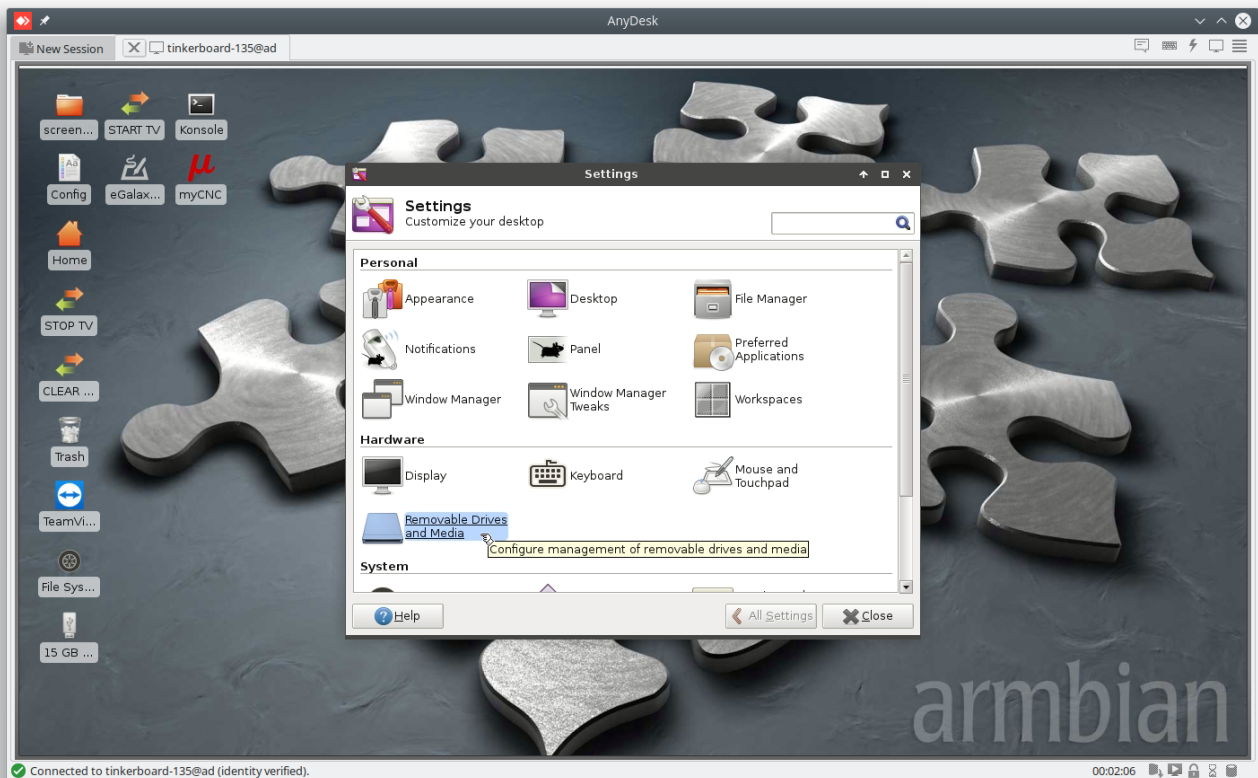 AnyDesk
New Session
tinkerboard-135@ad
screen...
START TV
Konsole
Config
eGalax...
myCNC
μ
Home
STOP TV
CLEAR ...
Trash
TeamVi...
File Sys...
15 GB ...
Settings
Settings
Customize your desktop
Personal
Appearance
Desktop
File Manager
Notifications
Panel
Preferred
Applications
Window Manager
Window Manager
Tweaks
Workspaces
Hardware
Display
Keyboard
Mouse and
Touchpad
Removable Drives
and Media
Configure management of removable drives and media
System
Help
All Settings
Close
armbian
Connected to tinkerboard-135@ad (identity verified).
00:02:06